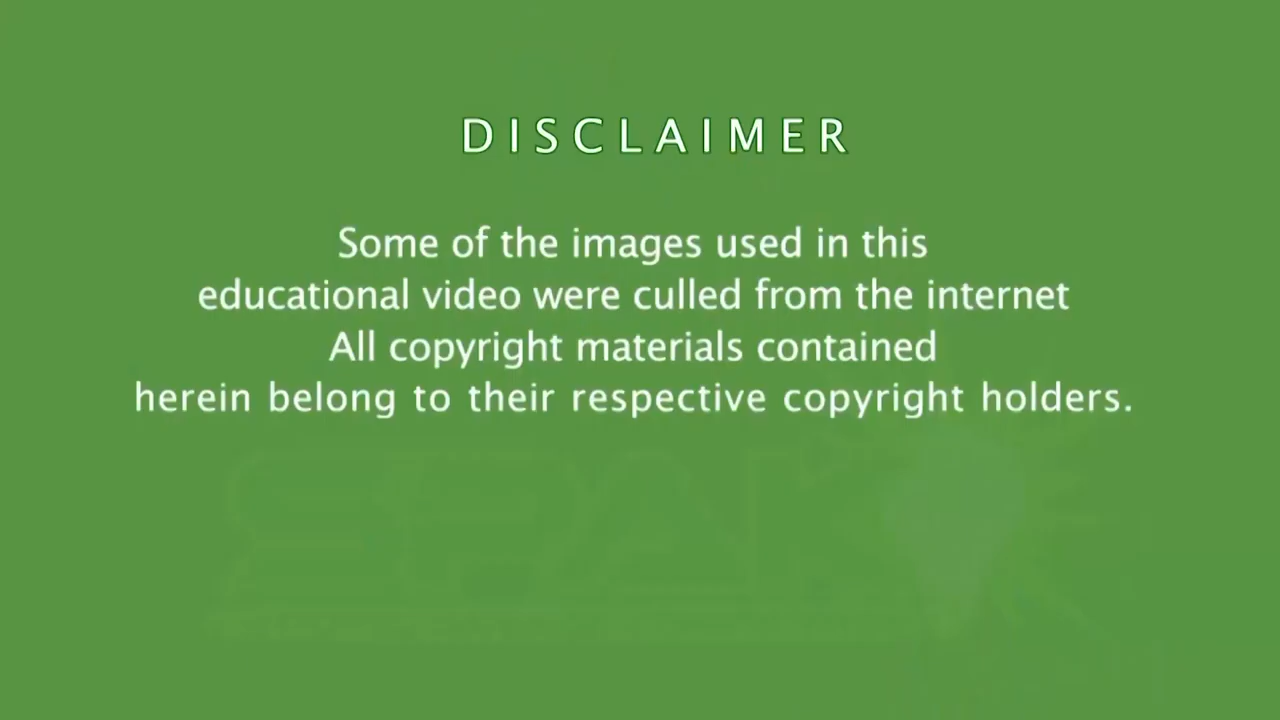 DISCLAIMER
Some of the images used in this
educational video were culled from the internet
All copyright materials contained
herein belong to their respective copyright holders.